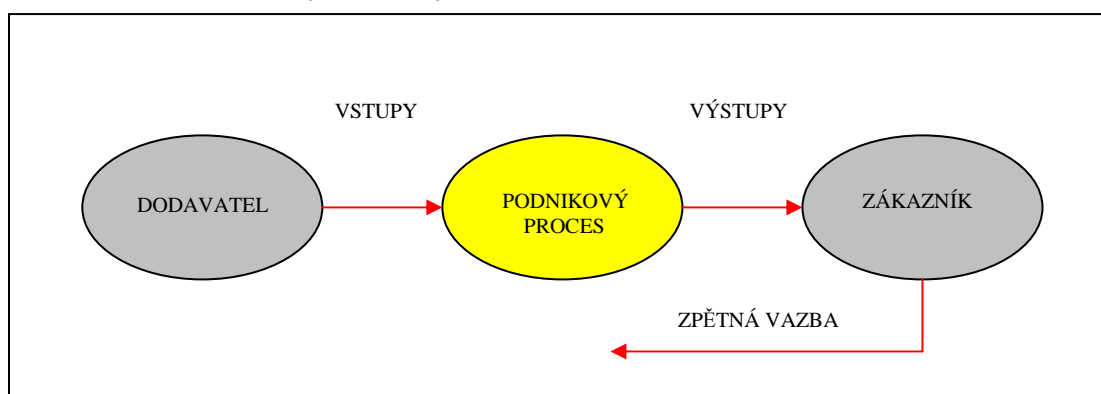 VSTUPY
VÝSTUPY
DODAVATEL
PODNIKOVÝ
PROCES
ZÁKAZNÍK
ZPĚTNÁ VAZBA